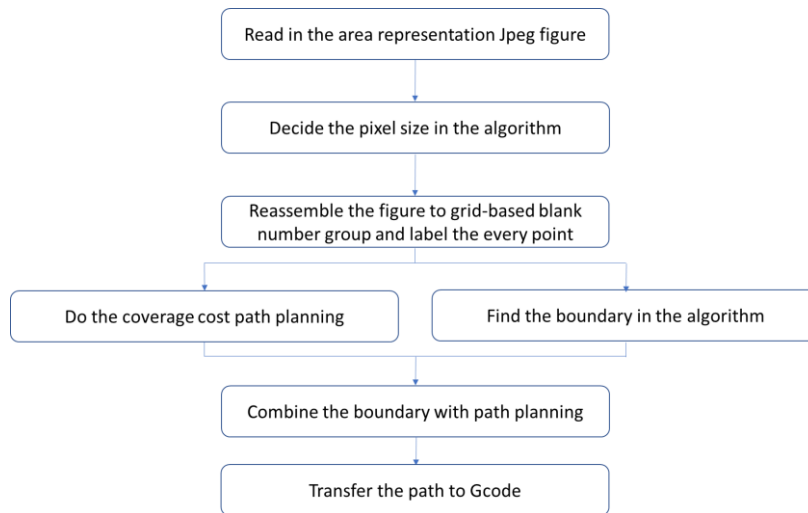 Read in the area representation Jpeg figure
Decide the pixel size in the algorithm
Reassemble the figure to grid-based blank
number group and label the every point
Do the coverage cost path planning
Find the boundary in the algorithm
Combine the boundary with path planning
Transfer the path to Gcode